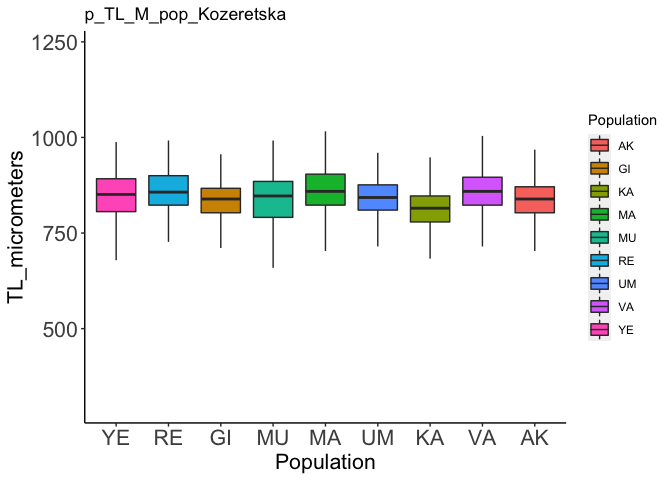 p_TL_M_pop_Kozeretska
1250
1000
750
500
TL_micrometers
YE RE GI MU MA UM KA VA AK
Population
Population
AK
GI
KA
MA
MU
RE
UM
VA
YE